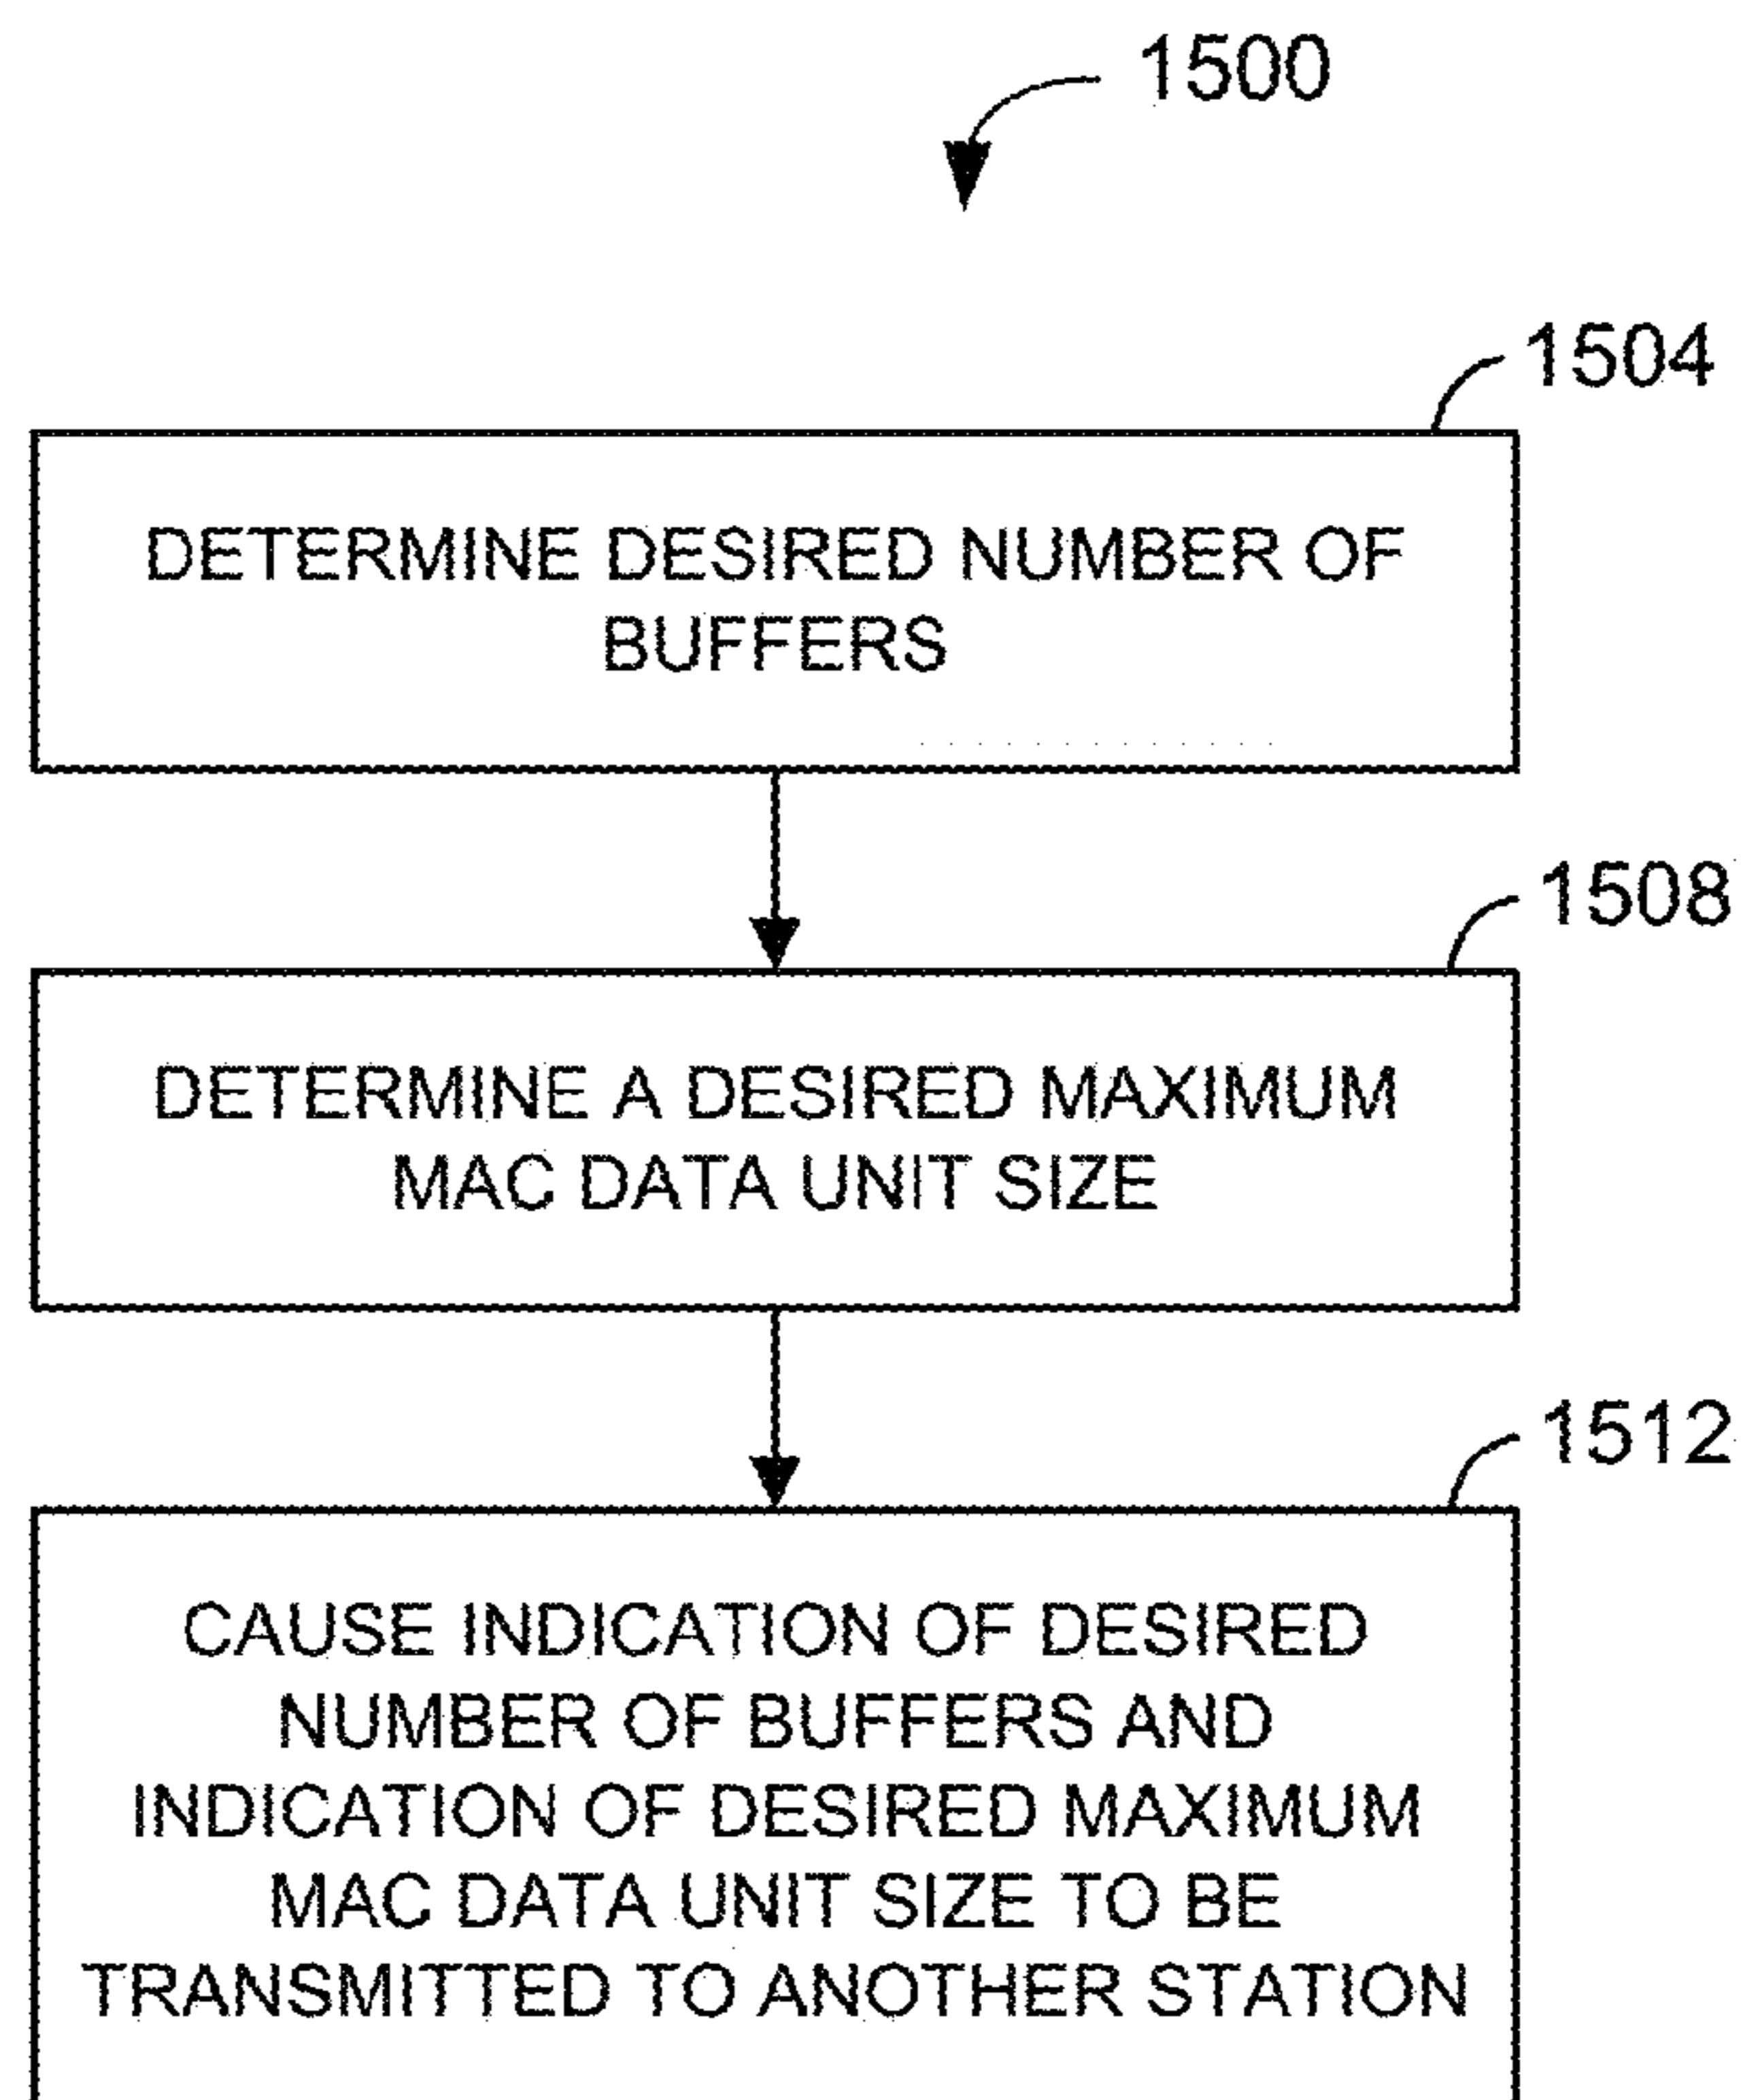 1500
1504
DETERMINE DESIRED NUMBER OF
BUFFERS
1508
DETERMINE A DESIRED MAXIMUM
MAC DATA UNIT SIZE
1512
CAUSE INDICATION OF DESIRED
NUMBER OF BUFFERS AND
INDICATION OF DESIRED MAXIMUM
MAC DATA UNIT SIZE TO BE
TRANSMITTED TO ANOTHER STATION